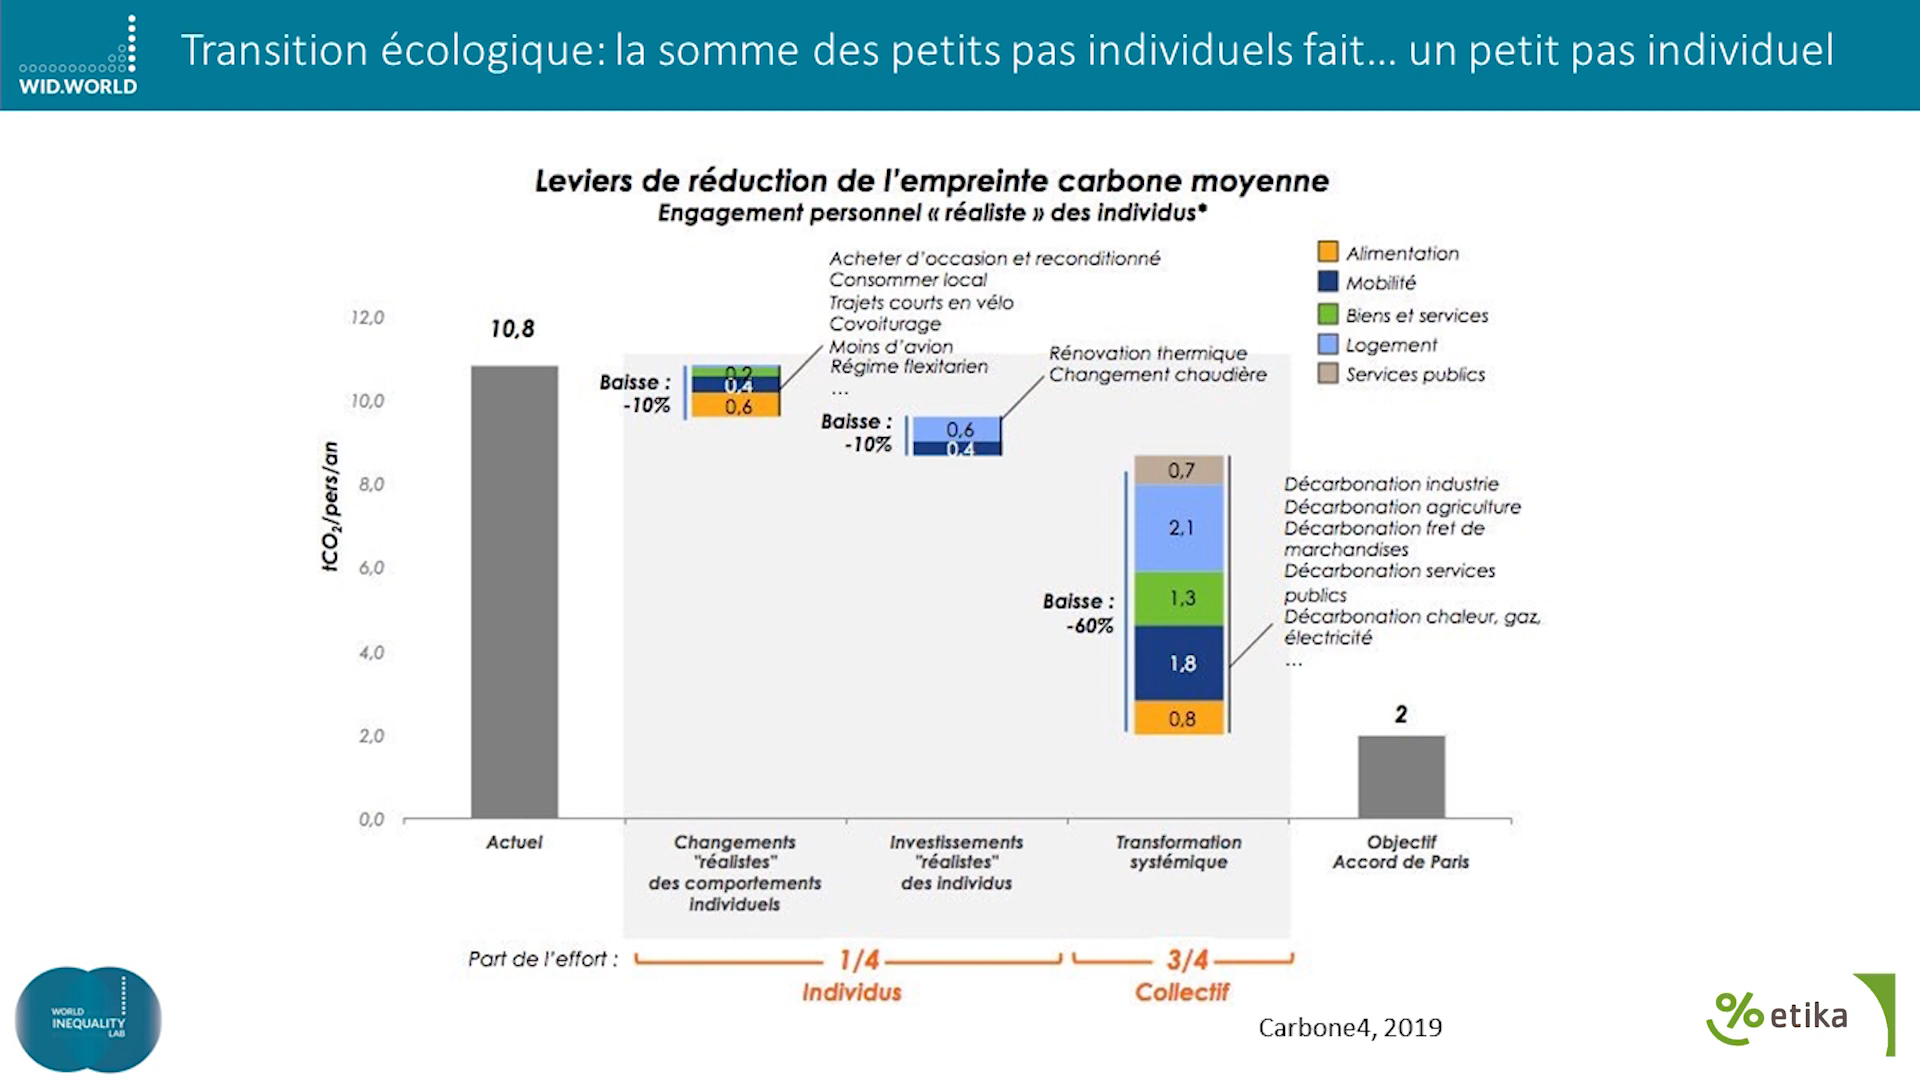 WID.WORLD
Transition écologique: la somme des petits pas individuels fait... un petit pas individuel
Leviers de réduction de l'empreinte carbone moyenne
Engagement personnel « réaliste » des individus*
Acheter d'occasion et reconditionné
Consommer local
Trajets courts en vélo
Covoiturage
Moins d'avion
Régime flexitarien
...
Rénovation thermique
Changement chaudière
Alimentation
Mobilité
Biens et services
Logement
Services publics
tCO2/pers/an
12,0
10,0
8,0
6,0
4,0
2,0
0,0
10,8
Baisse :
-10%
0,2
0,4
0,6
Baisse :
-10%
0,6
0,4
Baisse :
-60%
0,7
2,1
1,3
1,8
0,8
Décarbonation industrie
Décarbonation agriculture
Décarbonation fret de
marchandises
Décarbonation services
publics
Décarbonation chaleur, gaz,
électricité
...
2
Actuel
Changements
"réalistes"
des comportements
individuels
Investissements
"réalistes"
des individus
Transformation
systémique
Objectif
Accord de Paris
Part de l'effort :
1/4
Individus
3/4
Collectif
Carbone4, 2019
WORLD
INEQUALITY
LAB
% etika